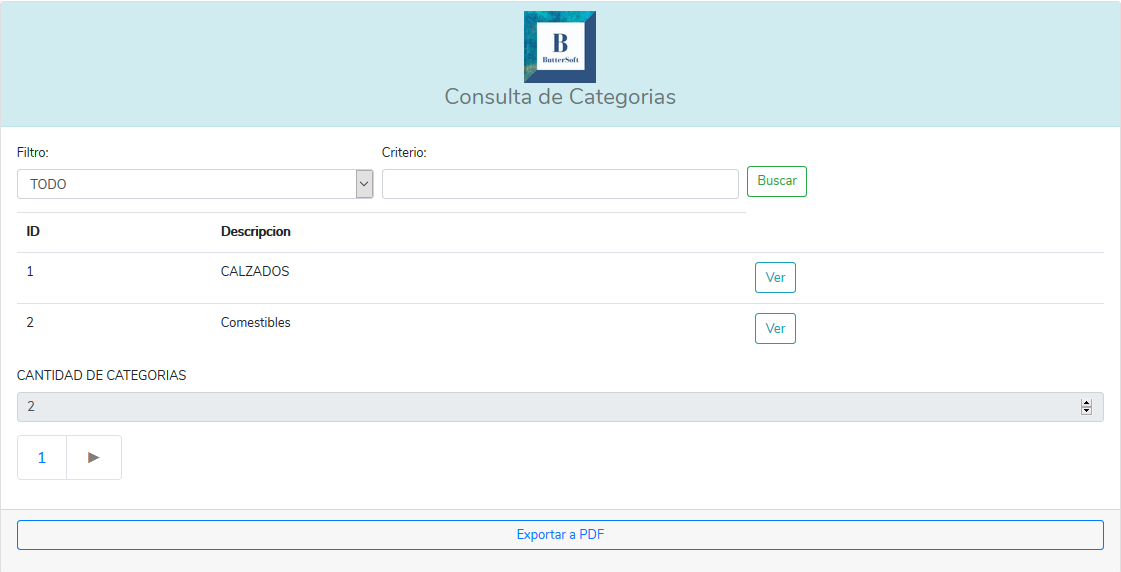 B
ButterSoft
Consulta de Categorias
Filtro:
Criterio:
TODO
Buscar
ID Descripcion
1 CALZADOS Ver
2 Comestibles Ver
CANTIDAD DE CATEGORIAS
2
1 ▶
Exportar a PDF